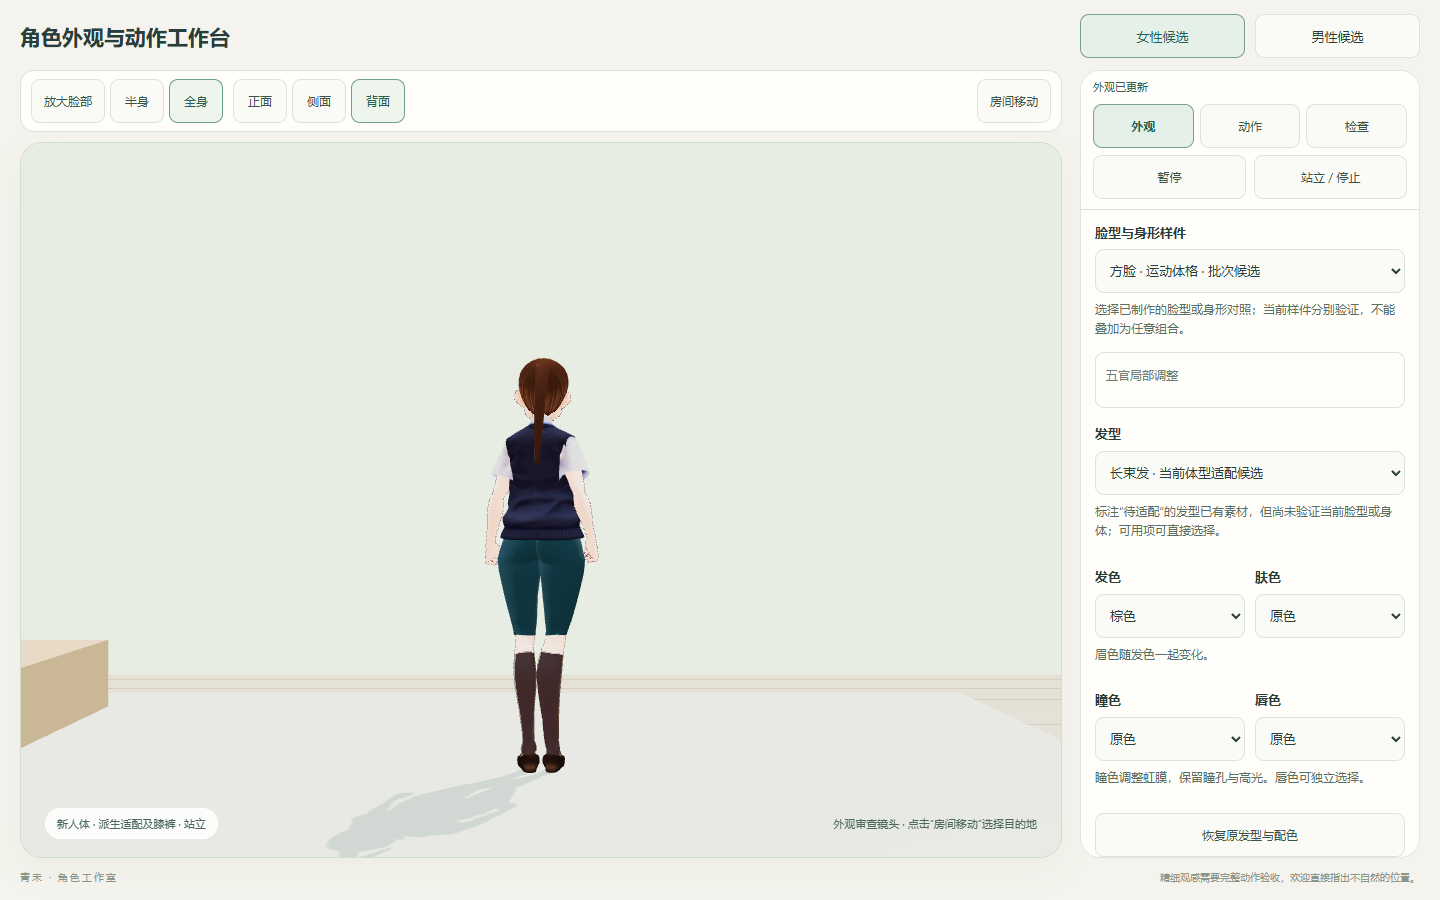 角色外观与动作工作台
女性候选
男性候选
放大脸部
半身
全身
正面
侧面
背面
房间移动
外观已更新
外观
动作
检查
暂停
站立 / 停止
脸型与身形样件
方脸 · 运动体格 · 批次候选
选择已制作的脸型或身形对照；当前样件分别验证，不能
叠加为任意组合。
五官局部调整
发型
长束发 · 当前体型适配候选
标注“待适配”的发型已有素材，但尚未验证当前脸型或身
体；可用项可直接选择。
发色
肤色
棕色
原色
眉色随发色一起变化。
瞳色
唇色
原色
原色
瞳色调整虹膜，保留瞳孔与高光。唇色可独立选择。
恢复原发型与配色
新人体 · 派生适配及膝裤 · 站立
外观审查镜头 · 点击“房间移动”选择目的地
青禾 · 角色工作室
精细观感需要完整动作验收，欢迎直接指出不自然的位置。